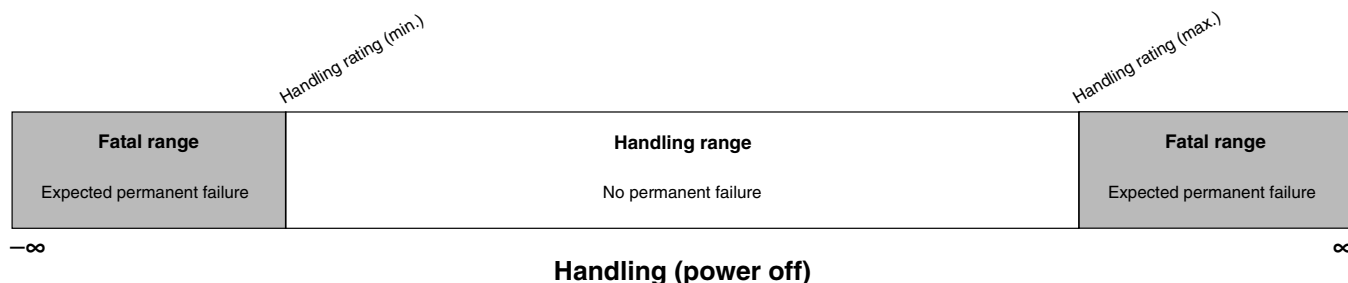 Handling rating (min.)
Handling rating (max.)
Fatal range
Handling range
Fatal range
Expected permanent failure
No permanent failure
Expected permanent failure
–∞
∞
Handling (power off)